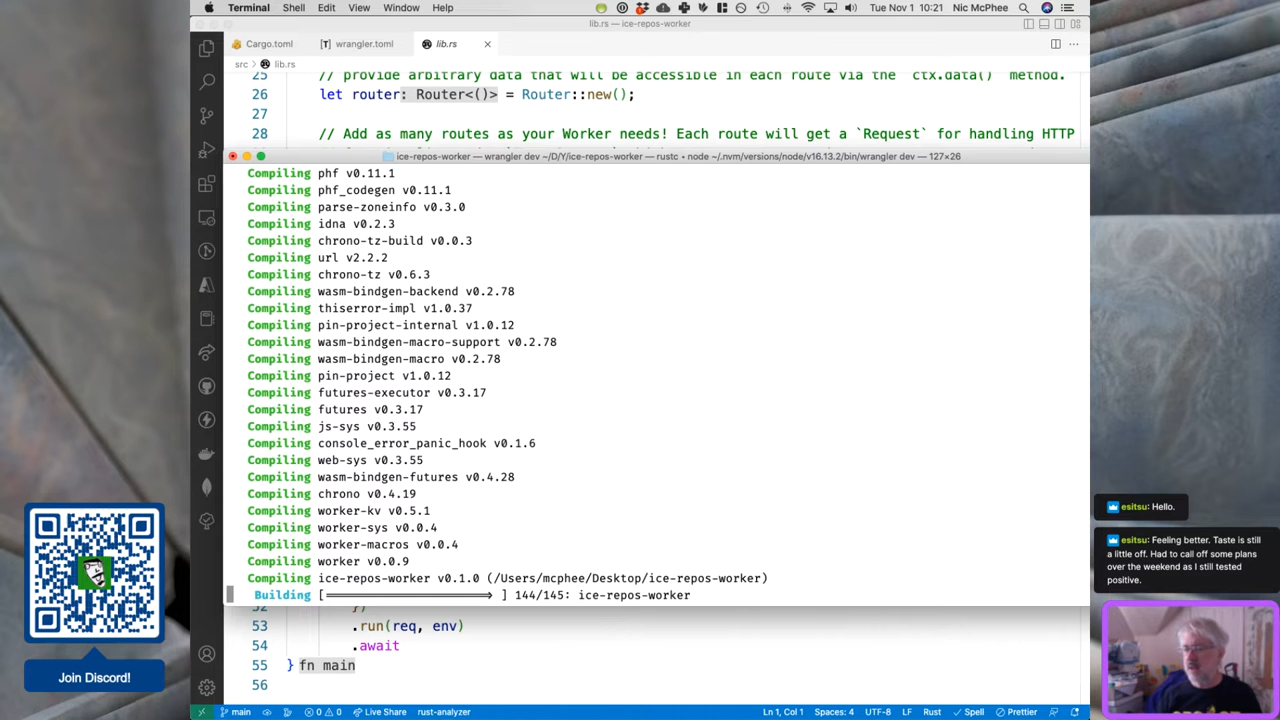 Terminal Shell Edit View Window Help Tue Nov 1 10:21 Nic McPhee
lib.rs — ice-repos-worker
Cargo.toml wrangler.toml lib.rs
src > lib.rs
25 // provide arbitrary data that will be accessible in each route via the `ctx.data()` method.
26 let router: Router<()> = Router::new();
27
28 // Add as many routes as your Worker needs! Each route will get a `Request` for handling HTTP
ice-repos-worker — wrangler dev ~/D/Y/ice-repos-worker — rustc • node ~/.nvm/versions/node/v16.13.2/bin/wrangler dev — 127×26
Compiling phf v0.11.1
Compiling phf_codegen v0.11.1
Compiling parse-zoneinfo v0.3.0
Compiling idna v0.2.3
Compiling chrono-tz-build v0.0.3
Compiling url v2.2.2
Compiling chrono-tz v0.6.3
Compiling wasm-bindgen-backend v0.2.78
Compiling thiserror-impl v1.0.37
Compiling pin-project-internal v1.0.12
Compiling wasm-bindgen-macro-support v0.2.78
Compiling wasm-bindgen-macro v0.2.78
Compiling pin-project v1.0.12
Compiling futures-executor v0.3.17
Compiling futures v0.3.17
Compiling js-sys v0.3.55
Compiling console_error_panic_hook v0.1.6
Compiling web-sys v0.3.55
Compiling wasm-bindgen-futures v0.4.28
Compiling chrono v0.4.19
Compiling worker-kv v0.5.1
Compiling worker-sys v0.0.4
Compiling worker-macros v0.0.4
Compiling worker v0.0.9
Compiling ice-repos-worker v0.1.0 (/Users/mcphee/Desktop/ice-repos-worker)
Building [=======================> ] 144/145: ice-repos-worker
52 })
53 .run(req, env)
54 .await
55 } fn main
56
main 0 0 Live Share rust-analyzer Ln 1, Col 1 Spaces: 4 UTF-8 LF Rust Spell Prettier
Join Discord!
esitsu: Hello.
esitsu: Feeling better. Taste is still
a little off. Had to call off some plans
over the weekend as I still tested
positive.